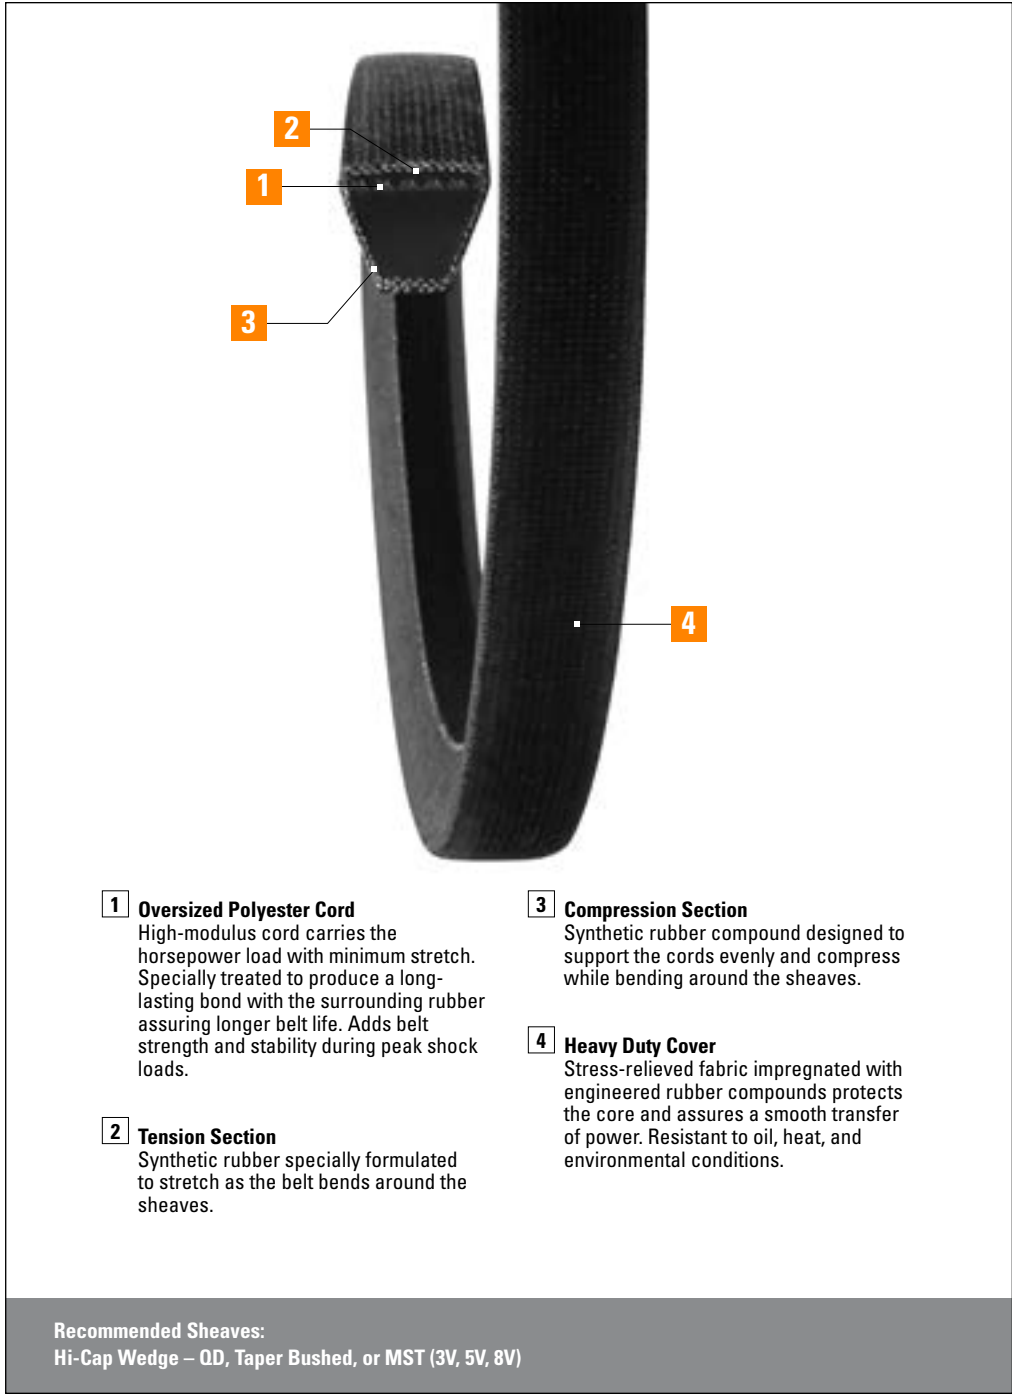 2
1
3
4
1 Oversized Polyester Cord
High-modulus cord carries the
horsepower load with minimum stretch.
Specially treated to produce a long-
lasting bond with the surrounding rubber
assuring longer belt life. Adds belt
strength and stability during peak shock
loads.
2 Tension Section
Synthetic rubber specially formulated
to stretch as the belt bends around the
sheaves.
3 Compression Section
Synthetic rubber compound designed to
support the cords evenly and compress
while bending around the sheaves.
4 Heavy Duty Cover
Stress-relieved fabric impregnated with
engineered rubber compounds protects
the core and assures a smooth transfer
of power. Resistant to oil, heat, and
environmental conditions.
Recommended Sheaves:
Hi-Cap Wedge – QD, Taper Bushed, or MST (3V, 5V, 8V)